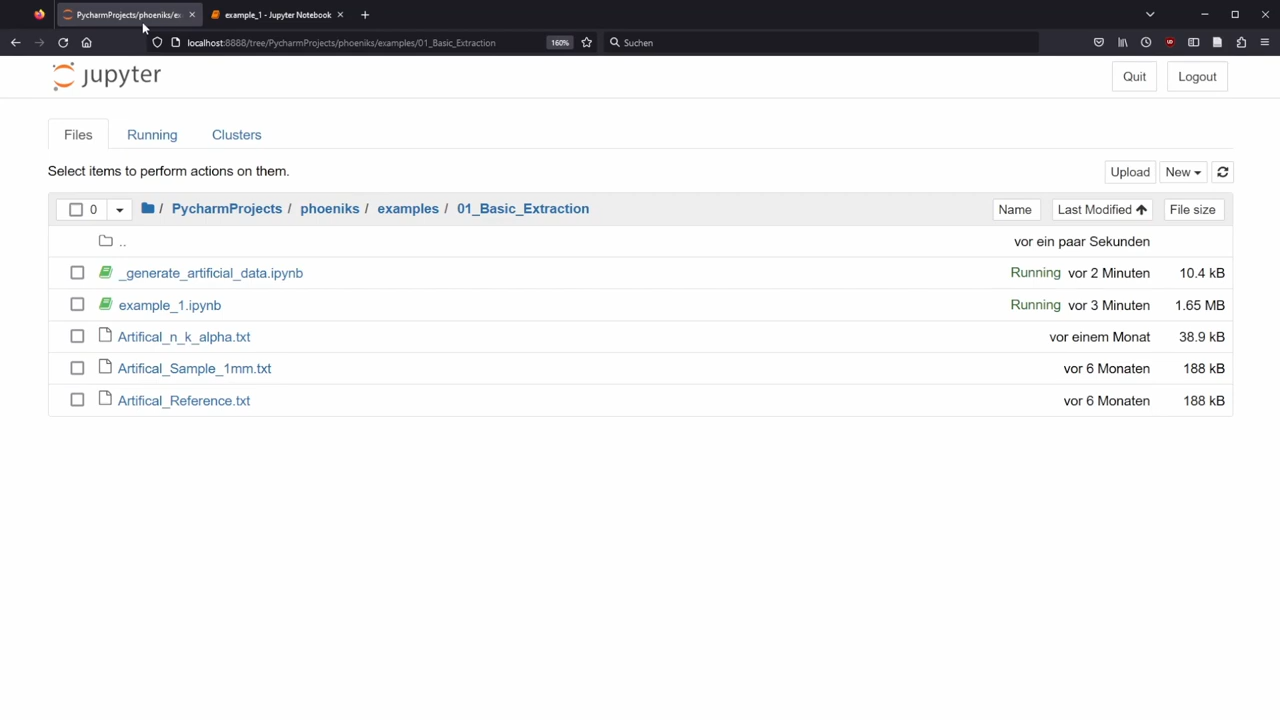 PycharmProjects/phoeniks/ex
example_1 - Jupyter Notebook
localhost:8888/tree/PycharmProjects/phoeniks/examples/01_Basic_Extraction 160% Suchen
jupyter Quit Logout
Files Running Clusters
Select items to perform actions on them. Upload New
0 / PycharmProjects / phoeniks / examples / 01_Basic_Extraction Name Last Modified File size
.. vor ein paar Sekunden
_generate_artificial_data.ipynb Running vor 2 Minuten 10.4 kB
example_1.ipynb Running vor 3 Minuten 1.65 MB
Artifical_n_k_alpha.txt vor einem Monat 38.9 kB
Artifical_Sample_1mm.txt vor 6 Monaten 188 kB
Artifical_Reference.txt vor 6 Monaten 188 kB